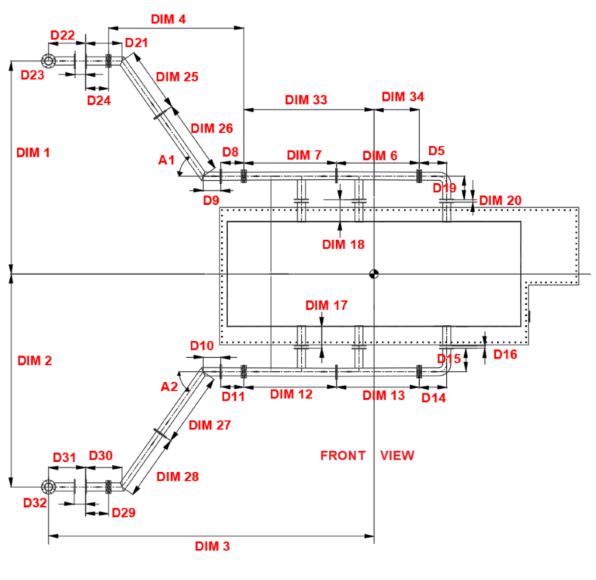 DIM 4
D22
D21
D23
D24
DIM 25
DIM 33
DIM 34
DIM 26
DIM 1
A1
D8
DIM 7
DIM 6
D5
D19
D9
DIM 20
DIM 18
DIM 17
D10
D15
D16
DIM 2
A2
D11
DIM 12
DIM 13
D14
DIM 27
D31
D30
FRONT VIEW
DIM 28
D32
D29
DIM 3